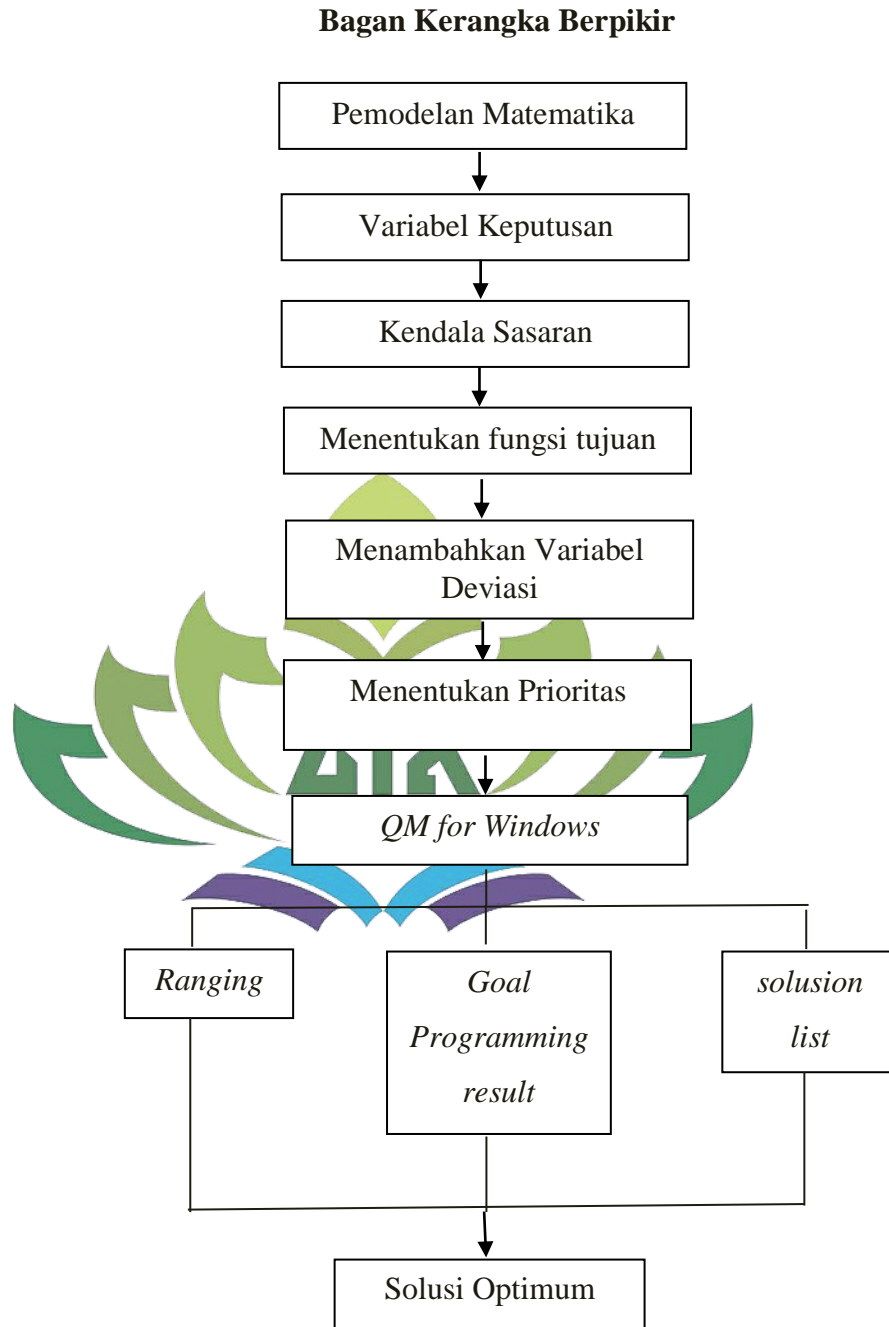 Bagan Kerangka Berpikir
Pemodelan Matematika
Variabel Keputusan
Kendala Sasaran
Menentukan fungsi tujuan
Menambahkan Variabel
Deviasi
Menentukan Prioritas
QM for Windows
Ranging
Goal
Programming
result
solusion
list
Solusi Optimum